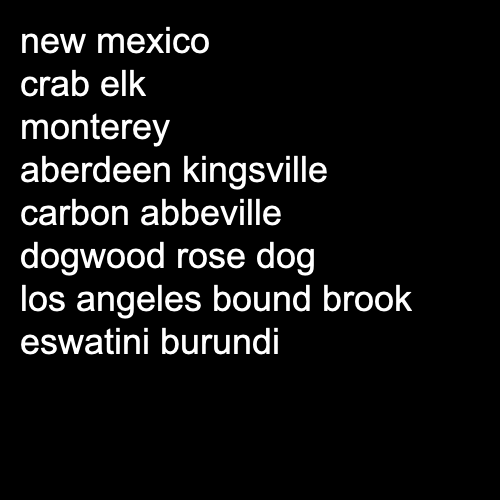 new mexico
crab elk
monterey
aberdeen kingsville
carbon abbeville
dogwood rose dog
los angeles bound brook
eswatini burundi